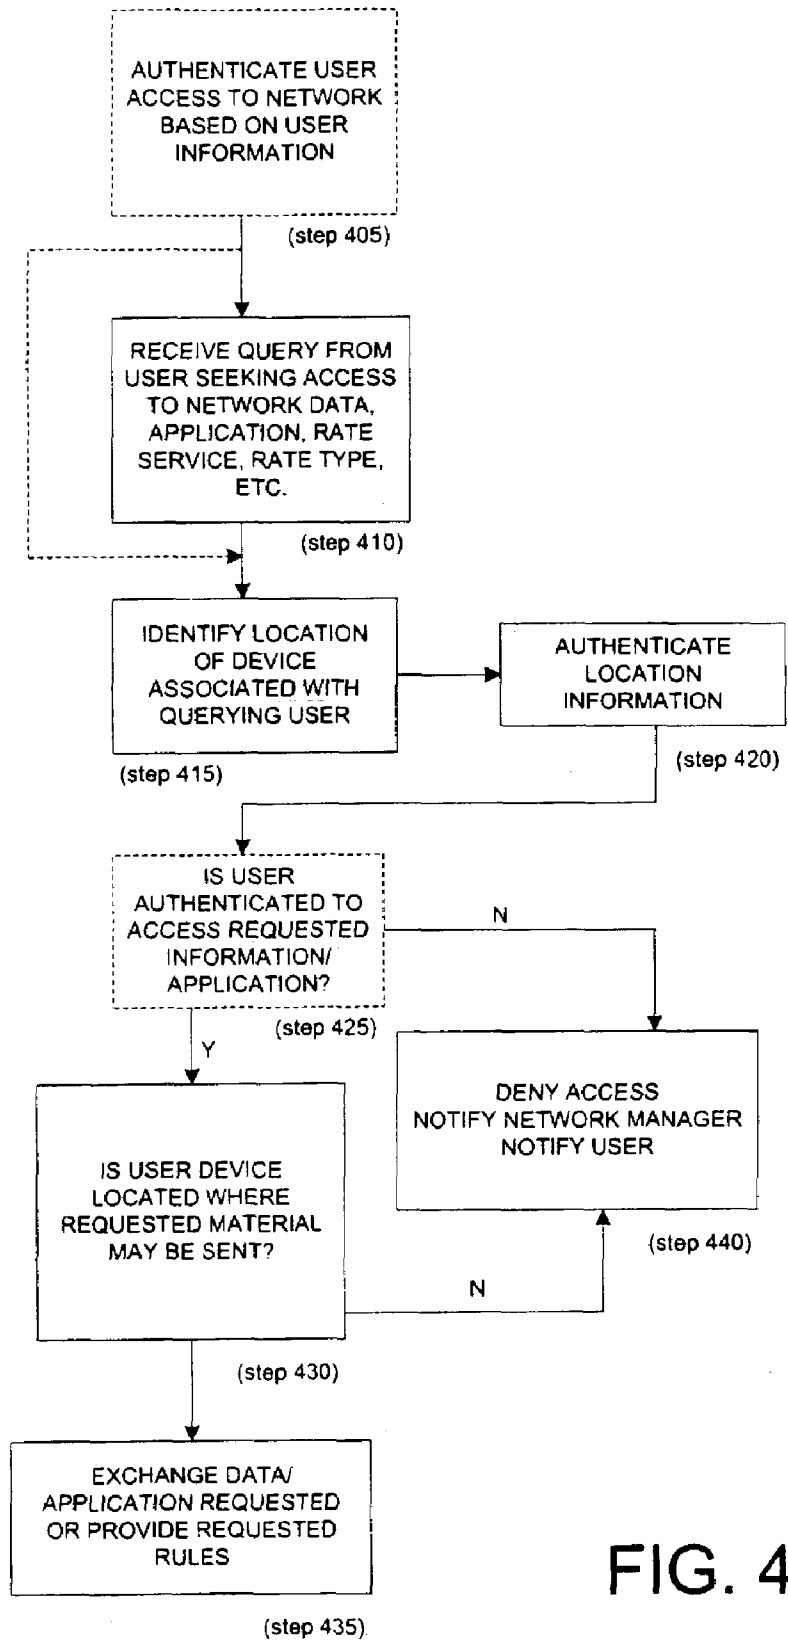 AUTHENTICATE USER
ACCESS TO NETWORK
BASED ON USER
INFORMATION
(step 405)
RECEIVE QUERY FROM
USER SEEKING ACCESS
TO NETWORK DATA,
APPLICATION, RATE
SERVICE, RATE TYPE,
ETC.
(step 410)
IDENTIFY LOCATION
OF DEVICE
ASSOCIATED WITH
QUERYING USER
(step 415)
AUTHENTICATE
LOCATION
INFORMATION
(step 420)
IS USER
AUTHENTICATED TO
ACCESS REQUESTED
INFORMATION/
APPLICATION?
(step 425)
N
Y
DENY ACCESS
NOTIFY NETWORK MANAGER
NOTIFY USER
(step 440)
IS USER DEVICE
LOCATED WHERE
REQUESTED MATERIAL
MAY BE SENT?
N
(step 430)
EXCHANGE DATA/
APPLICATION REQUESTED
OR PROVIDE REQUESTED
RULES
(step 435)
FIG. 4